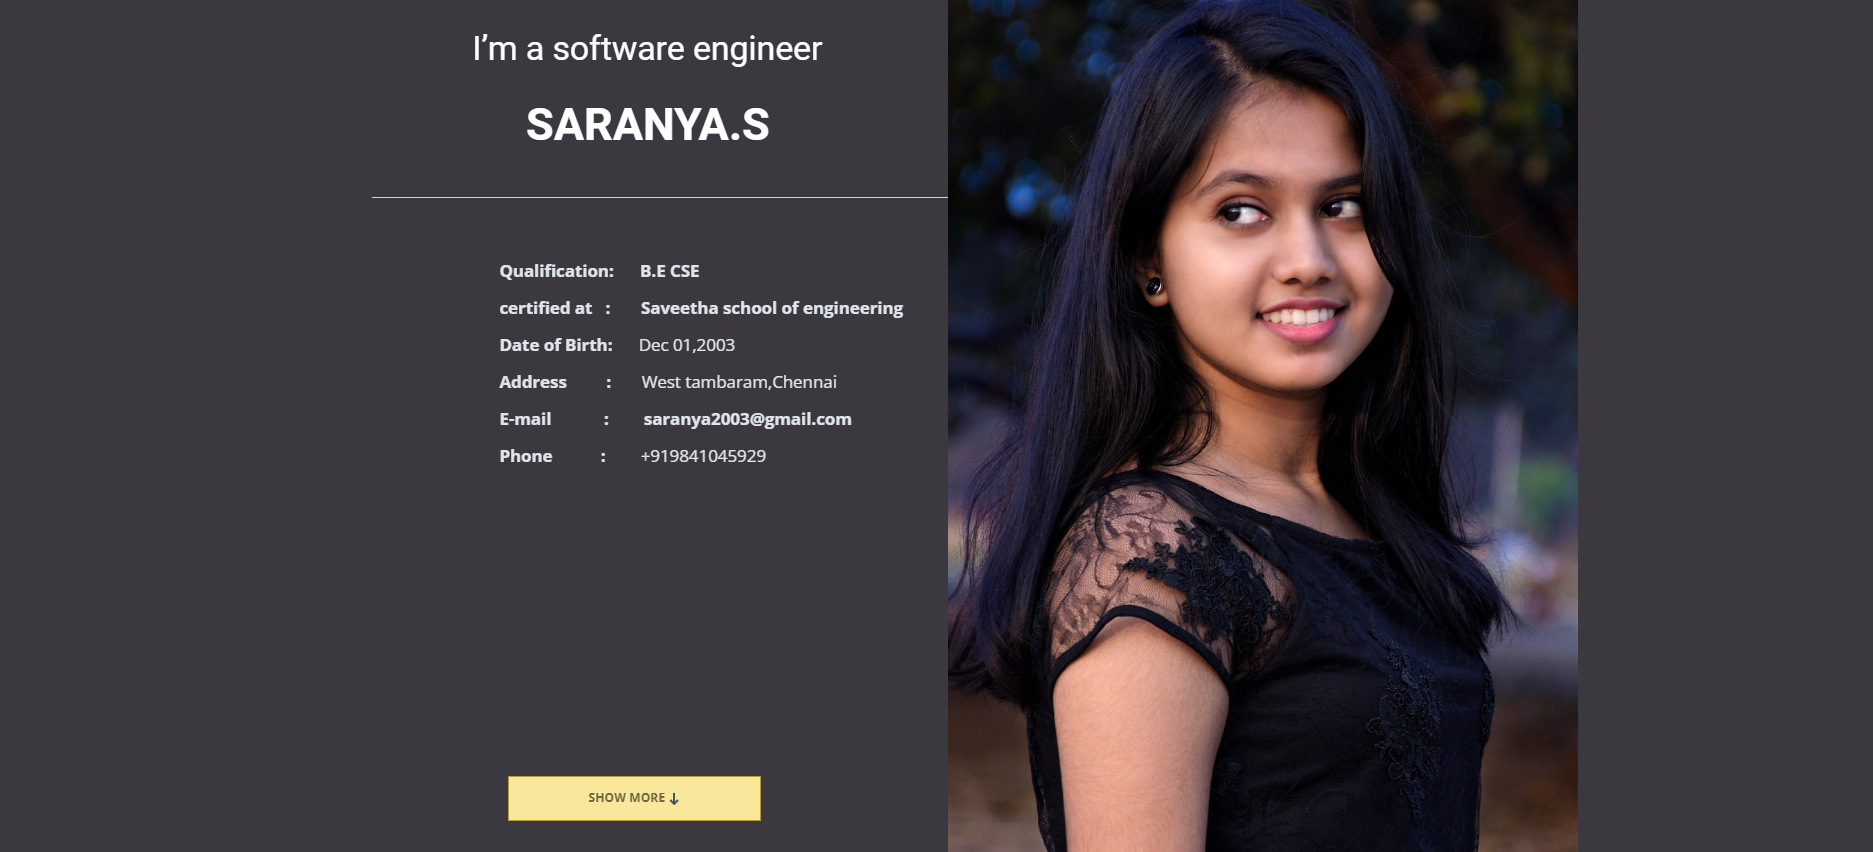 I’m a software engineer
SARANYA.S
Qualification: B.E CSE
certified at : Saveetha school of engineering
Date of Birth: Dec 01,2003
Address : West tambaram,Chennai
E-mail : saranya2003@gmail.com
Phone : +919841045929
SHOW MORE ↓